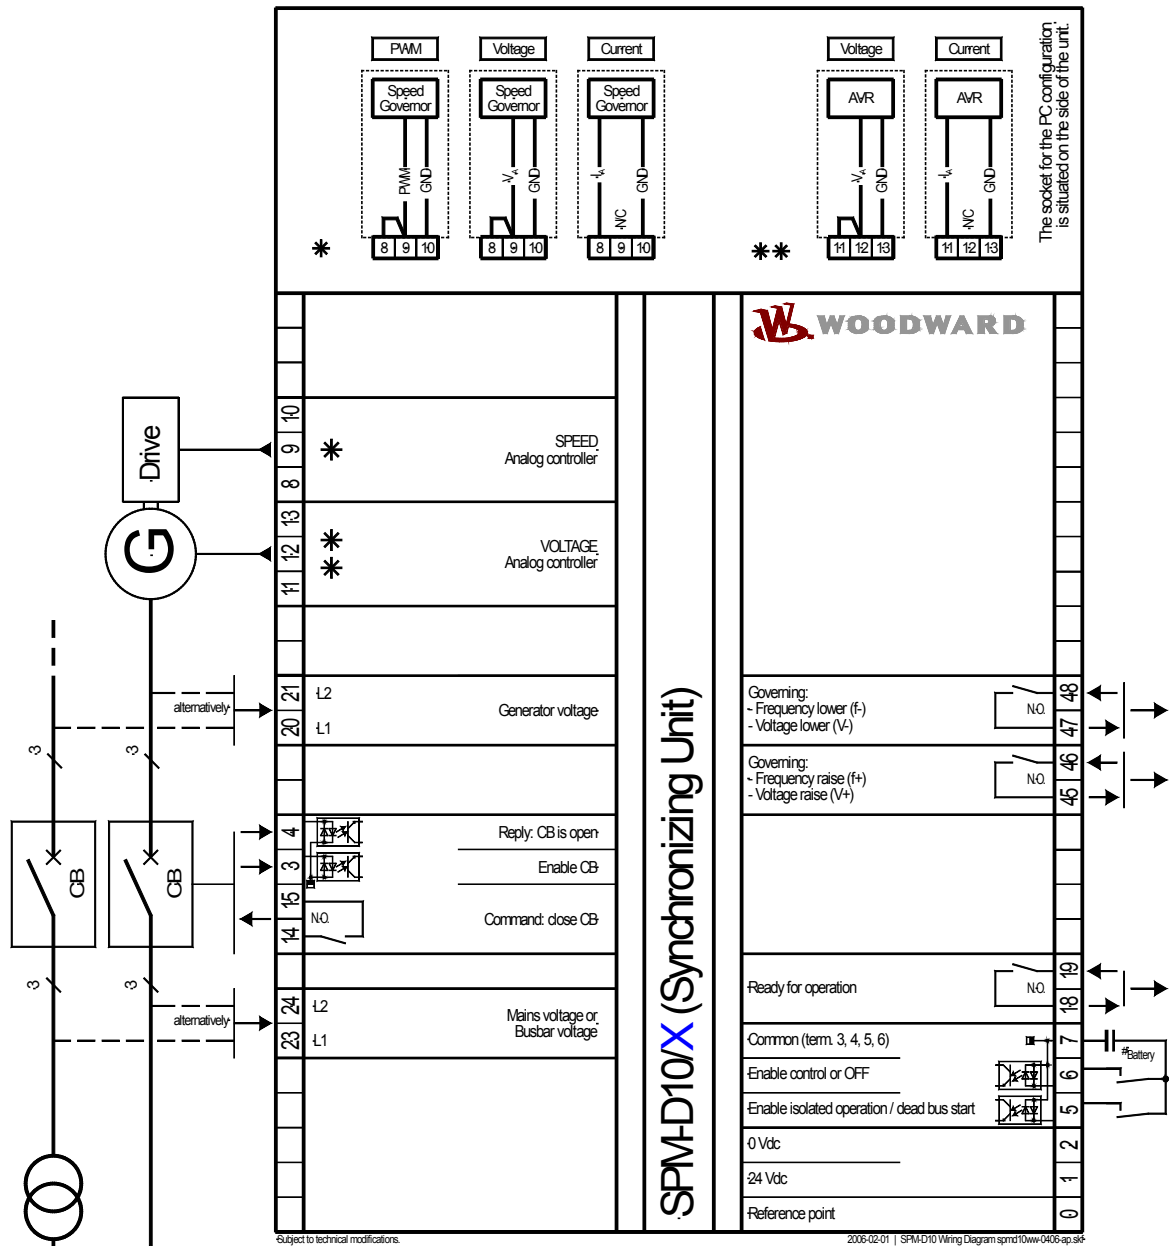 PWM
Voltage
Current
Voltage
Current
Speed
Governor
Speed
Governor
Speed
Governor
AVR
AVR
PWM
GND
VA
GND
IA
N/C
GND
VA
GND
IA
N/C
GND
8 9 10
8 9 10
8 9 10
11 12 13
11 12 13
*
**
The socket for the PC configuration
is situated on the side of the unit.
WOODWARD
Drive
G
10
9
8
*
SPEED
Analog controller
13
12
11
*
*
VOLTAGE
Analog controller
21
L2
20
L1
Generator voltage
alternatively
3
3
4
Reply: CB is open
3
Enable CB
15
14
N.O.
Command: close CB
CB
CB
3
3
24
L2
23
L1
Mains voltage or
Busbar voltage
alternatively
SPM-D10/X (Synchronizing Unit)
Governing:
- Frequency lower (f-)
- Voltage lower (V-)
N.O.
48
47
Governing:
- Frequency raise (f+)
- Voltage raise (V+)
N.O.
46
45
Ready for operation
N.O.
19
18
Common (term. 3, 4, 5, 6)
7
Battery
Enable control or OFF
6
Enable isolated operation / dead bus start
5
0 Vdc
2
24 Vdc
1
Reference point
0
Subject to technical modifications.
2006-02-01 | SPM-D10 Wiring Diagram spmd10ww-0406-ap.skf